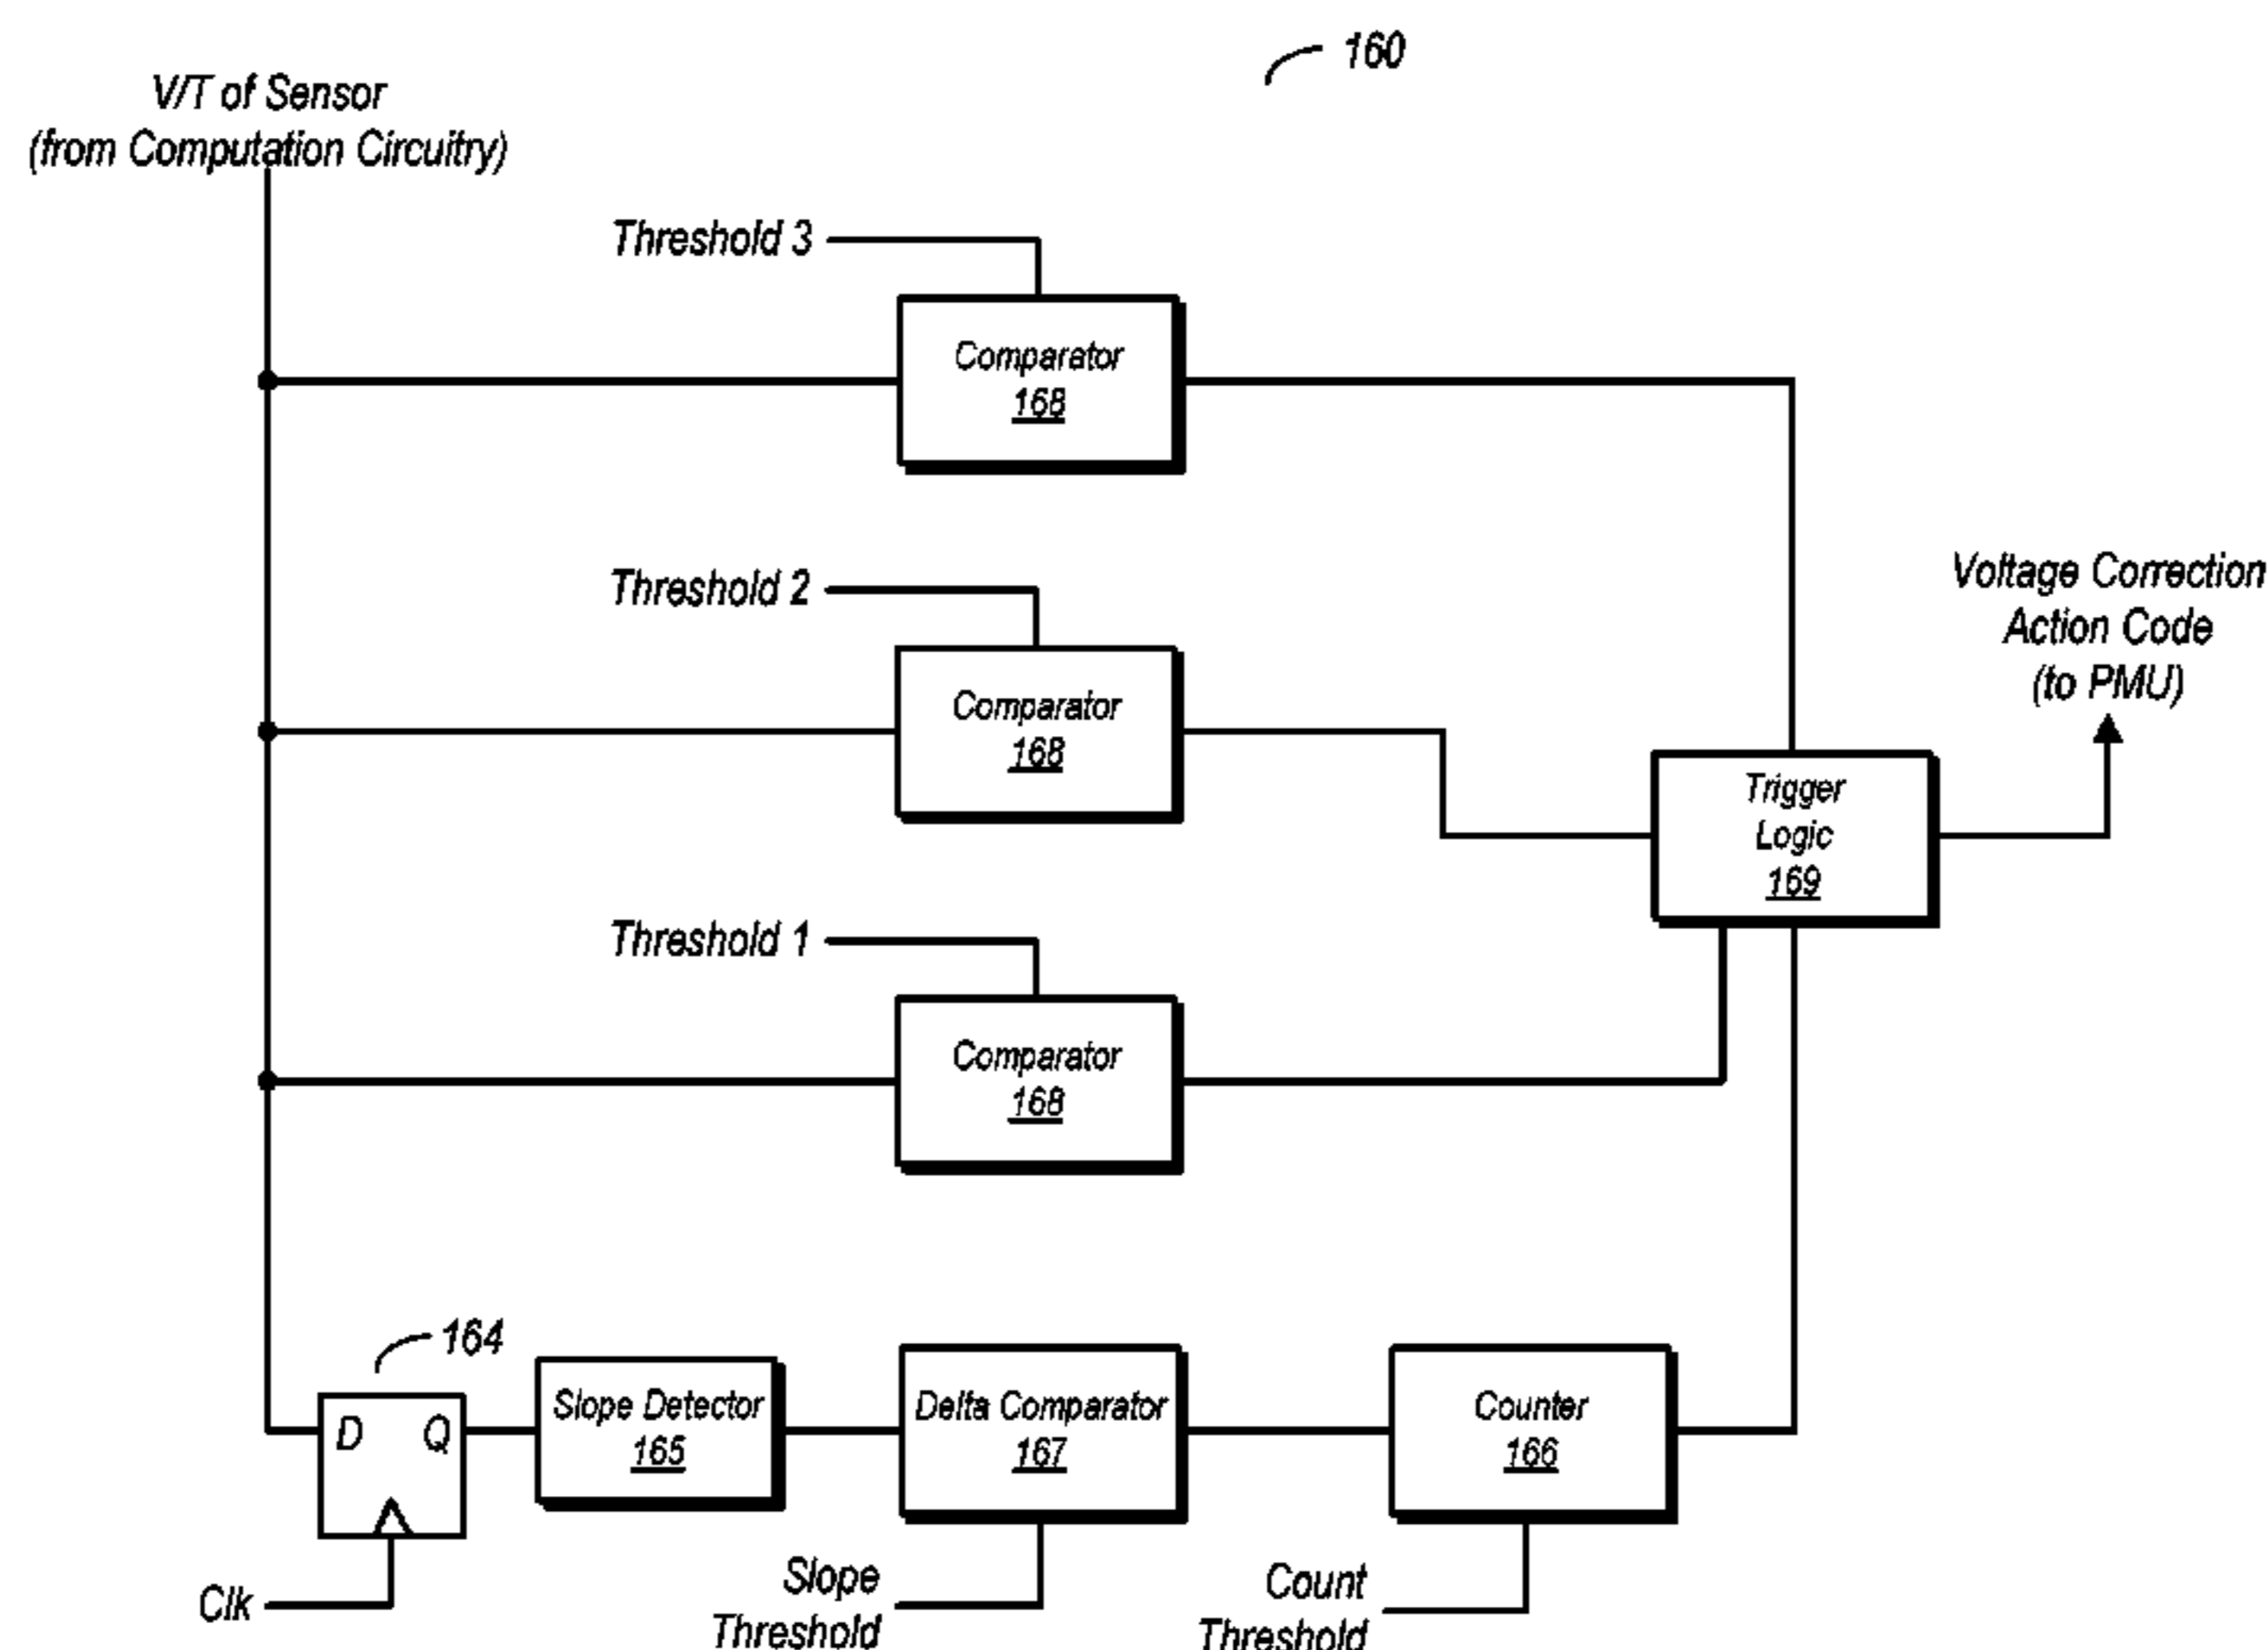 160
V/T of Sensor
(from Computation Circuitry)
Threshold 3
Comparator
168
Threshold 2
Comparator
168
Voltage Correction
Action Code
(to PMU)
Trigger
Logic
169
Threshold 1
Comparator
168
164
D Q
Slope Detector
165
Delta Comparator
167
Counter
166
Clk
Slope
Threshold
Count
Threshold